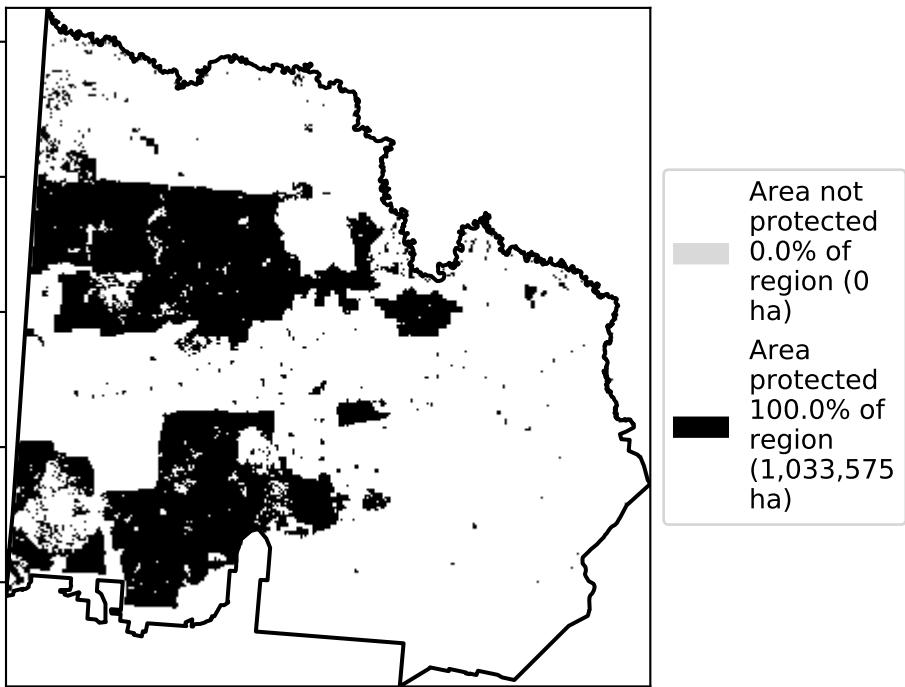 Area not
protected
0.0% of
region (0
ha)
Area
protected
100.0% of
region
(1,033,575
ha)